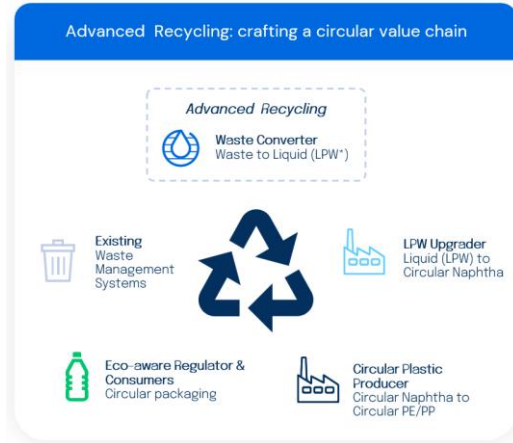 Advanced Recycling: crafting a circular value chain
Advanced Recycling
Waste Converter
Waste to Liquid (LPW*)
Existing
Waste
Management
Systems
LPW Upgrader
Liquid (LPW) to
Circular Naphtha
Eco-aware Regulator &
Consumers
Circular packaging
Circular Plastic
Producer
Circular Naphtha to
Circular PE/PP